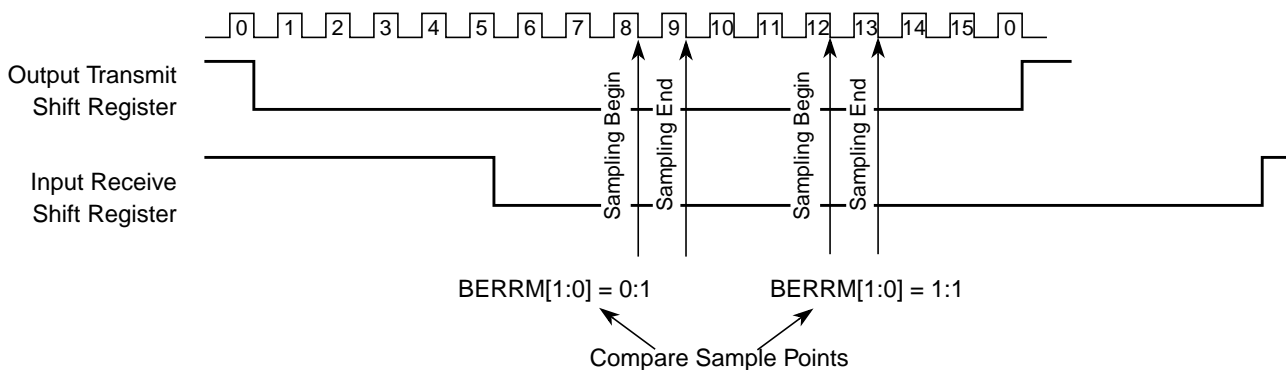 0 1 2 3 4 5 6 7 8 9 10 11 12 13 14 15 0
Output Transmit
Shift Register
Input Receive
Shift Register
Sampling Begin
Sampling End
Sampling Begin
Sampling End
BERRM[1:0] = 0:1
BERRM[1:0] = 1:1
Compare Sample Points